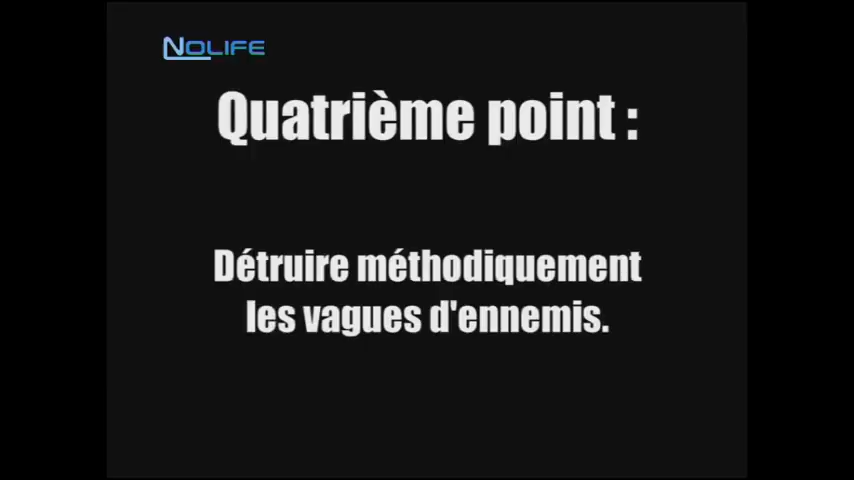 NOLIFE
Quatrième point :
Détruire méthodiquement
les vagues d'ennemis.